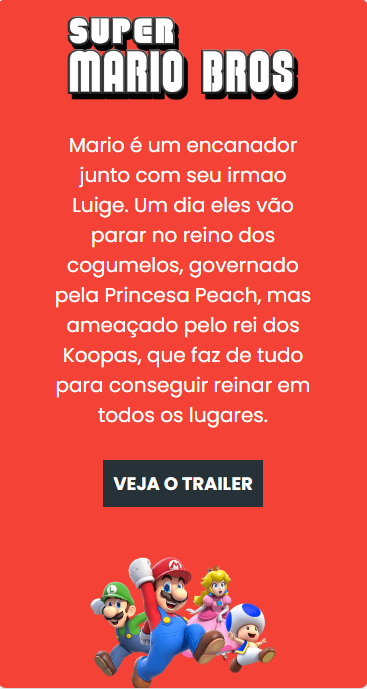 SUPER
MARIO BROS
Mario é um encanador
junto com seu irmao
Luige. Um dia eles vão
parar no reino dos
cogumelos, governado
pela Princesa Peach, mas
ameaçado pelo rei dos
Koopas, que faz de tudo
para conseguir reinar em
todos os lugares.
VEJA O TRAILER